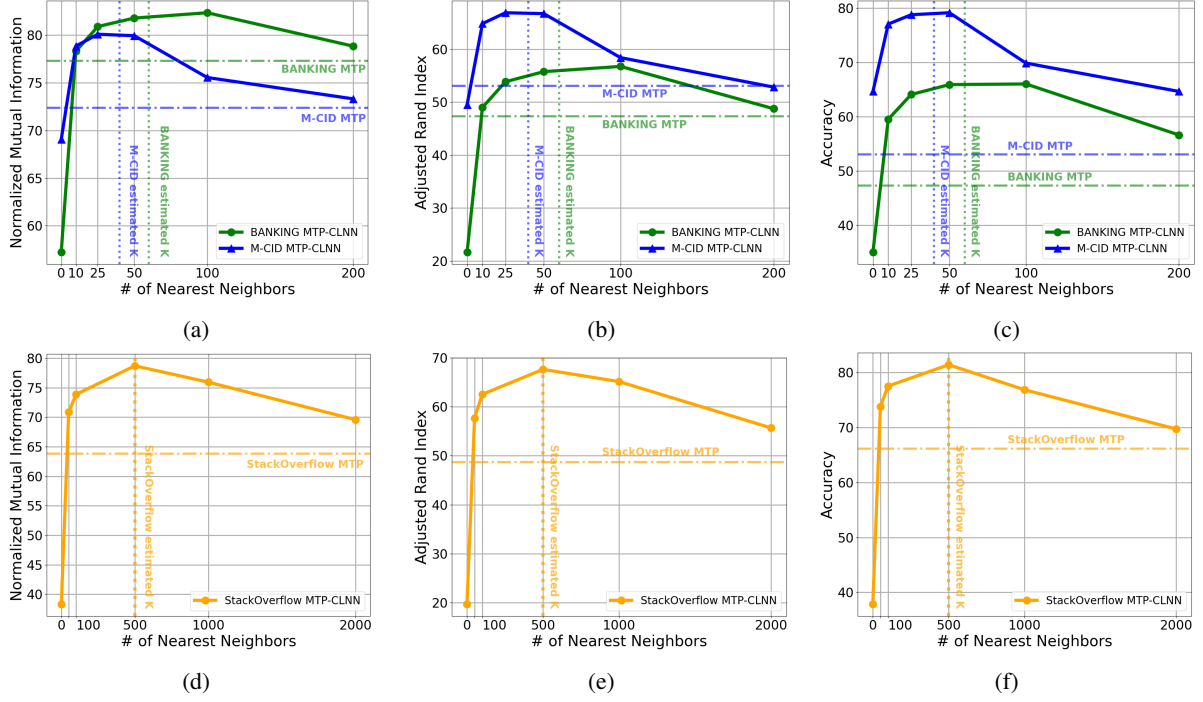 Normalized Mutual Information
80
75
70
65
60
BANKING MTP
M-CID MTP
M-CID estimated K
BANKING estimated K
BANKING MTP-CLNN
M-CID MTP-CLNN
0 10 25 50 100 200
# of Nearest Neighbors
(a)
Adjusted Rand Index
60
50
40
30
20
M-CID MTP
BANKING MTP
M-CID estimated K
BANKING estimated K
BANKING MTP-CLNN
M-CID MTP-CLNN
0 10 25 50 100 200
# of Nearest Neighbors
(b)
Accuracy
80
70
60
50
40
M-CID MTP
BANKING MTP
M-CID estimated K
BANKING estimated K
BANKING MTP-CLNN
M-CID MTP-CLNN
0 10 25 50 100 200
# of Nearest Neighbors
(c)
Normalized Mutual Information
80
75
70
65
60
55
50
45
40
StackOverflow MTP
StackOverflow estimated K
StackOverflow MTP-CLNN
0 100 500 1000 2000
# of Nearest Neighbors
(d)
Adjusted Rand Index
70
60
50
40
30
20
StackOverflow MTP
StackOverflow estimated K
StackOverflow MTP-CLNN
0 100 500 1000 2000
# of Nearest Neighbors
(e)
Accuracy
80
70
60
50
40
StackOverflow MTP
StackOverflow estimated K
StackOverflow MTP-CLNN
0 100 500 1000 2000
# of Nearest Neighbors
(f)